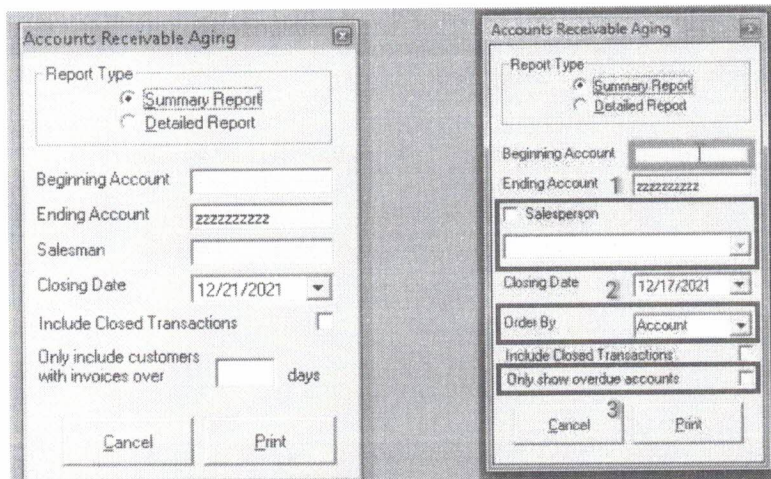 Accounts Receivable Aging
Report Type
Summary Report
Detailed Report
Beginning Account
Ending Account zzzzzzzzzz
Salesman
Closing Date 12/21/2021
Include Closed Transactions
Only include customers
with invoices over days
Cancel Print
Accounts Receivable Aging
Report Type
Summary Report
Detailed Report
Beginning Account
Ending Account 1 zzzzzzzzzz
Salesperson
Closing Date 2 12/17/2021
Order By Account
Include Closed Transactions
Only show overdue accounts
3
Cancel Print